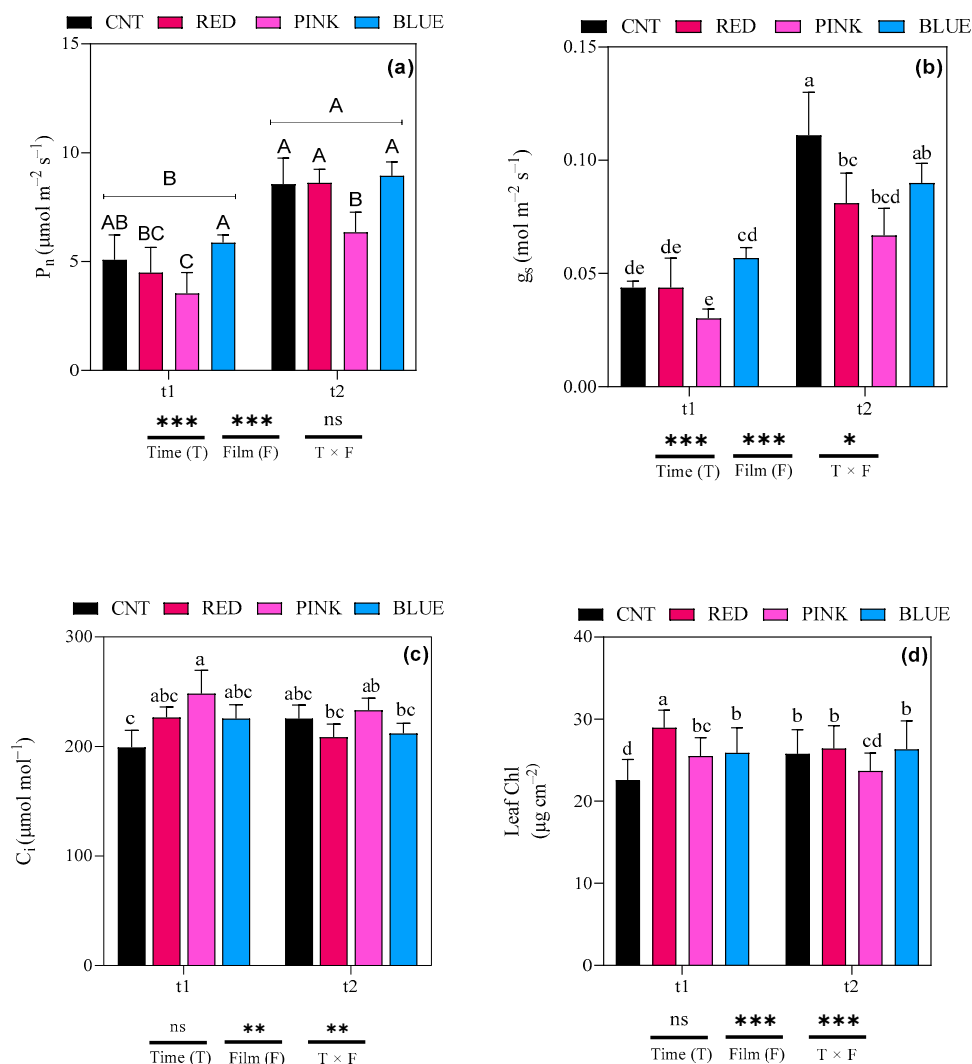 CNT RED PINK BLUE
(a)
15
10
5
0
Pₙ (µmol m⁻² s⁻¹)
B
A
AB BC C A
A A B A
t1 t2
*** *** ns
Time (T) Film (F) T × F
CNT RED PINK BLUE
(b)
0.15
0.10
0.05
0.00
gₛ (mol m⁻² s⁻¹)
de de e cd
a bc bcd ab
t1 t2
*** *** *
Time (T) Film (F) T × F
CNT RED PINK BLUE
(c)
300
200
100
0
Cᵢ (µmol mol⁻¹)
c abc a abc
abc bc ab bc
t1 t2
ns ** **
Time (T) Film (F) T × F
CNT RED PINK BLUE
(d)
40
30
20
10
0
Leaf Chl
(µg cm⁻²)
d a bc b
b b cd b
t1 t2
ns *** ***
Time (T) Film (F) T × F